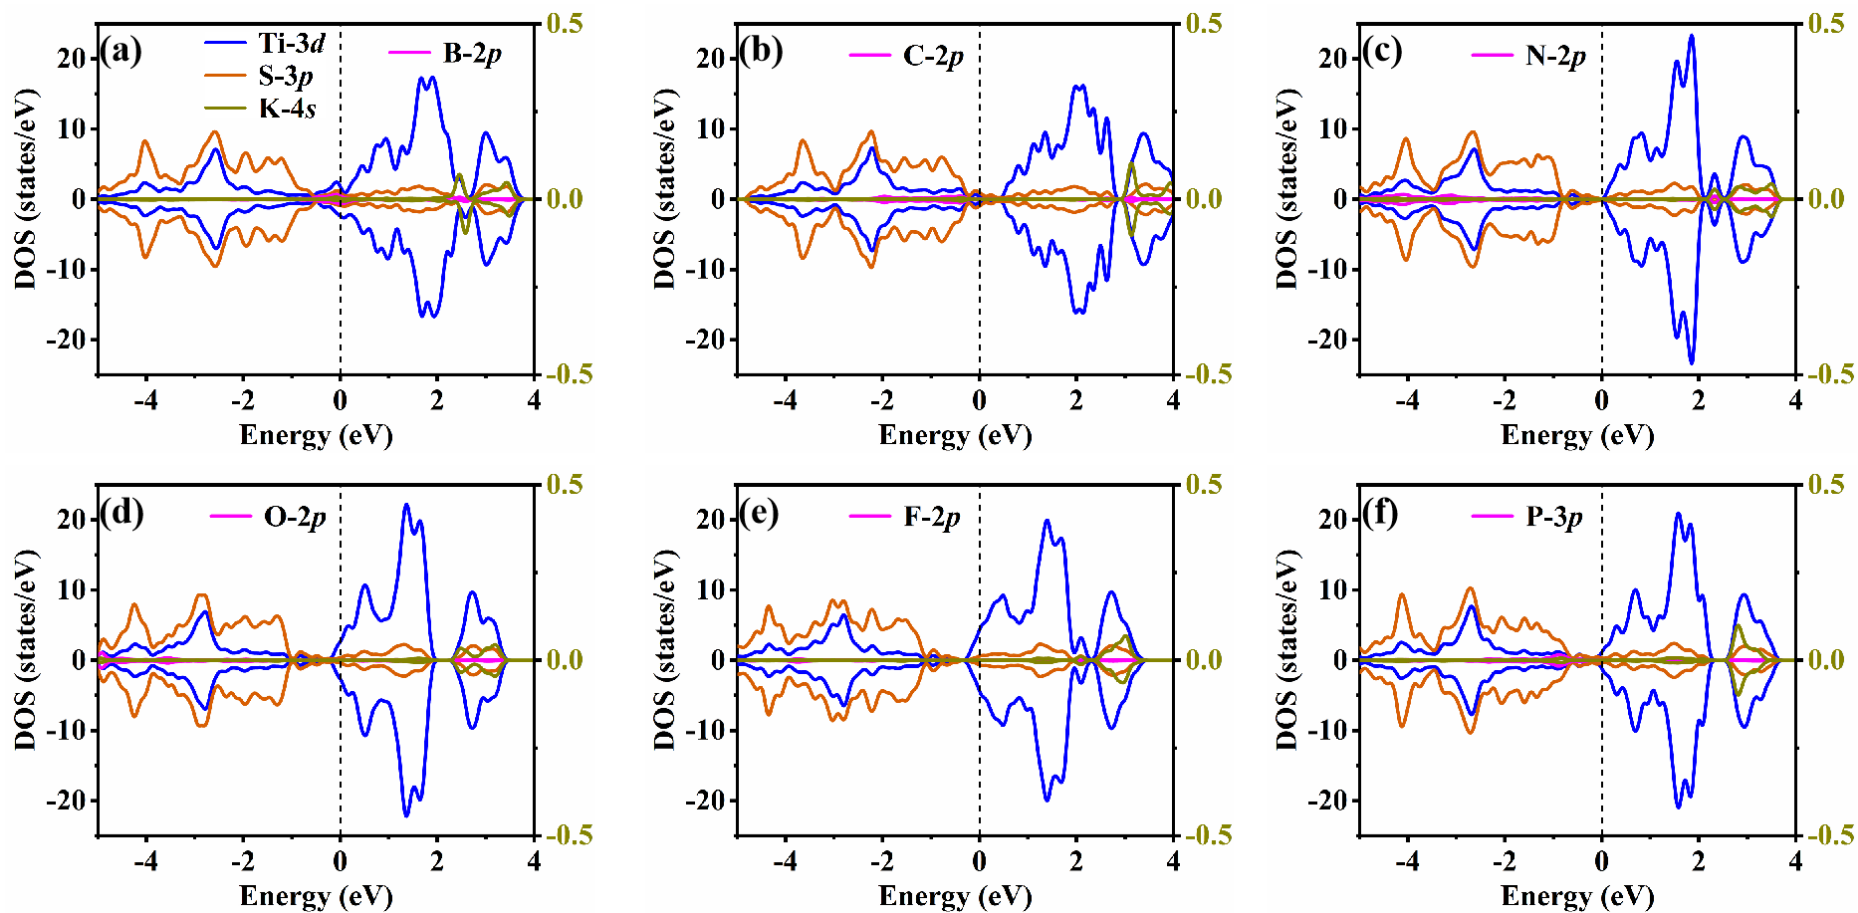 (a)
Ti-3d
S-3p
K-4s
B-2p
DOS (states/eV)
20
10
0
-10
-20
0.5
0.0
-0.5
-4 -2 0 2 4
Energy (eV)
(b)
C-2p
DOS (states/eV)
20
10
0
-10
-20
0.5
0.0
-0.5
-4 -2 0 2 4
Energy (eV)
(c)
N-2p
DOS (states/eV)
20
10
0
-10
-20
0.5
0.0
-0.5
-4 -2 0 2 4
Energy (eV)
(d)
O-2p
DOS (states/eV)
20
10
0
-10
-20
0.5
0.0
-0.5
-4 -2 0 2 4
Energy (eV)
(e)
F-2p
DOS (states/eV)
20
10
0
-10
-20
0.5
0.0
-0.5
-4 -2 0 2 4
Energy (eV)
(f)
P-3p
DOS (states/eV)
20
10
0
-10
-20
0.5
0.0
-0.5
-4 -2 0 2 4
Energy (eV)